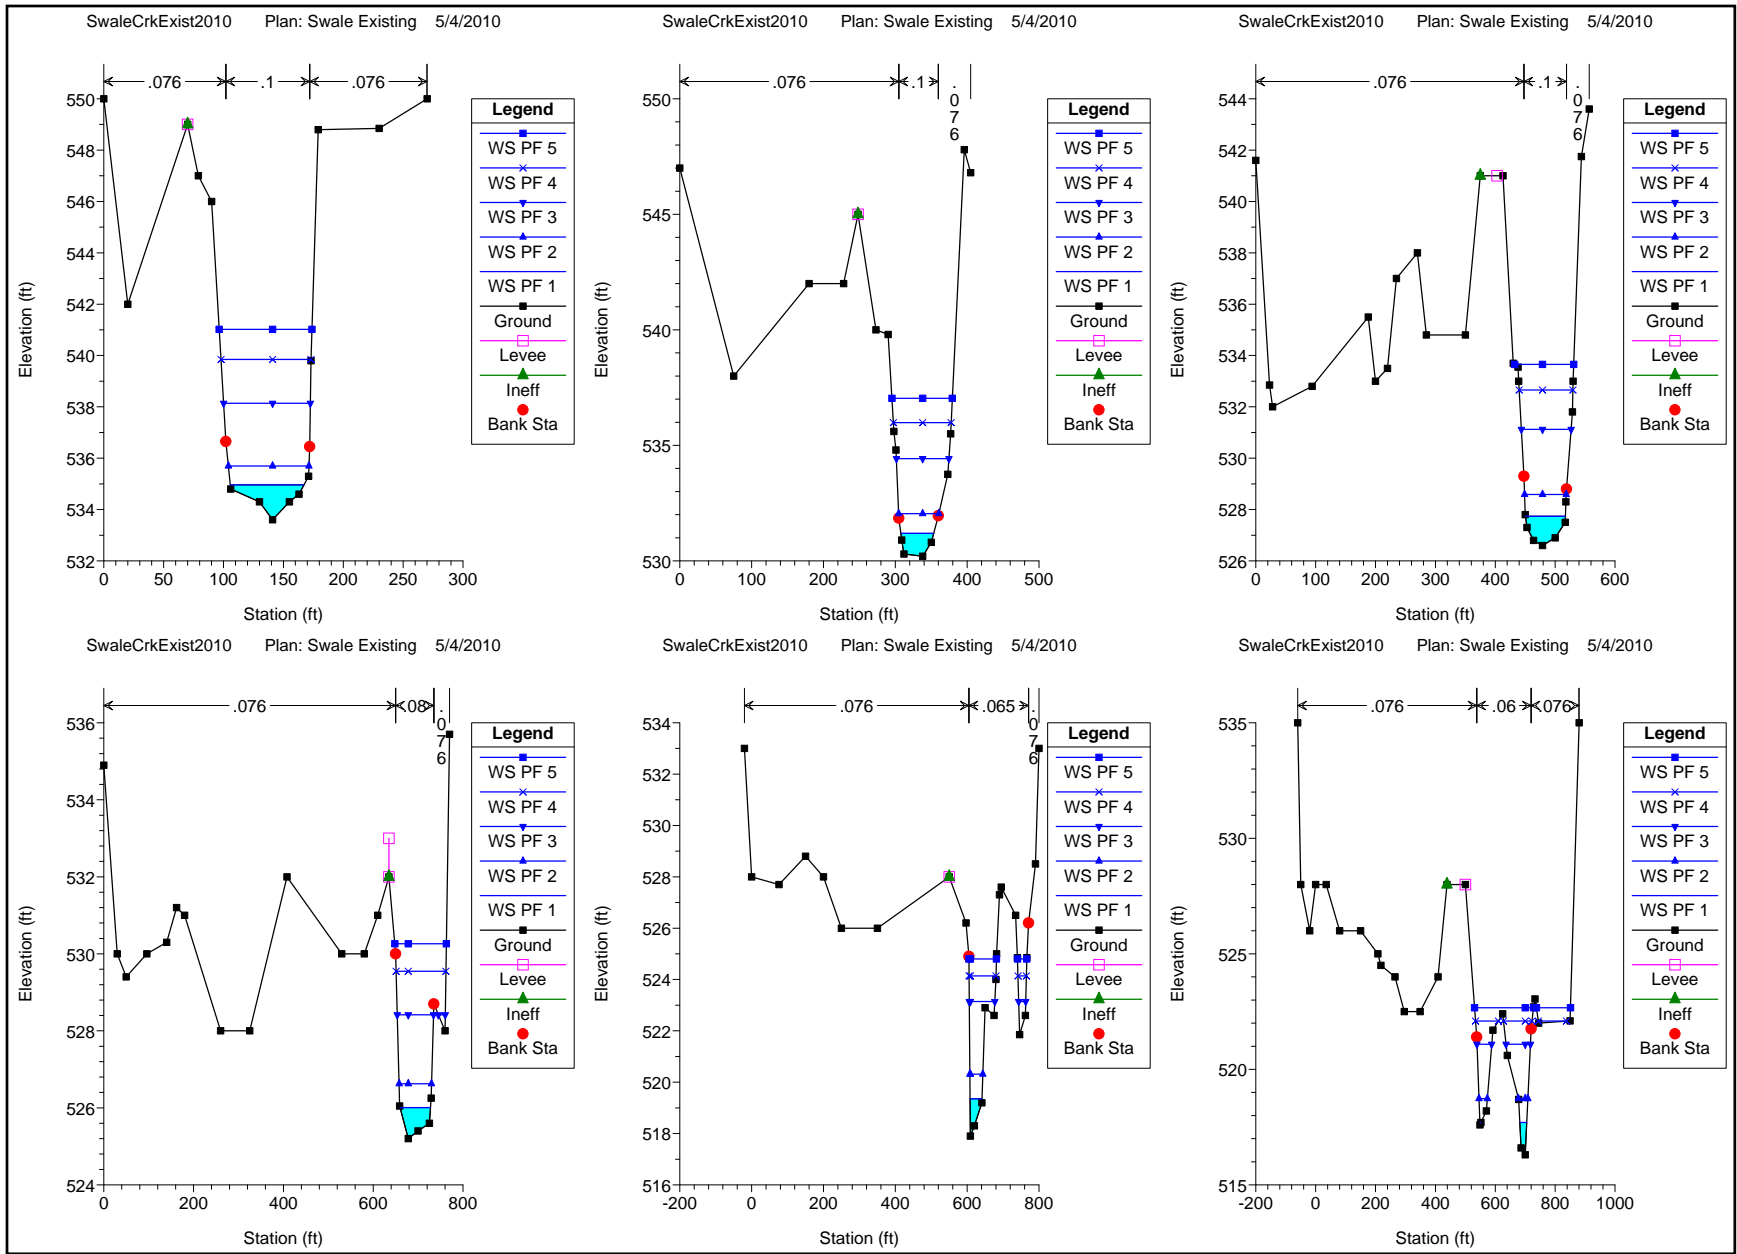 SwaleCrkExist2010 Plan: Swale Existing 5/4/2010
.076 .1 .076
Elevation (ft)
550
548
546
544
542
540
538
536
534
532
0 50 100 150 200 250 300
Station (ft)
Legend
WS PF 5
WS PF 4
WS PF 3
WS PF 2
WS PF 1
Ground
Levee
Ineff
Bank Sta
SwaleCrkExist2010 Plan: Swale Existing 5/4/2010
.076 .1 .076
Elevation (ft)
550
545
540
535
530
0 100 200 300 400 500
Station (ft)
Legend
WS PF 5
WS PF 4
WS PF 3
WS PF 2
WS PF 1
Ground
Levee
Ineff
Bank Sta
SwaleCrkExist2010 Plan: Swale Existing 5/4/2010
.076 .1 .076
Elevation (ft)
544
542
540
538
536
534
532
530
528
526
0 100 200 300 400 500 600
Station (ft)
Legend
WS PF 5
WS PF 4
WS PF 3
WS PF 2
WS PF 1
Ground
Levee
Ineff
Bank Sta
SwaleCrkExist2010 Plan: Swale Existing 5/4/2010
.076 .08 .076
Elevation (ft)
536
534
532
530
528
526
524
0 200 400 600 800
Station (ft)
Legend
WS PF 5
WS PF 4
WS PF 3
WS PF 2
WS PF 1
Ground
Levee
Ineff
Bank Sta
SwaleCrkExist2010 Plan: Swale Existing 5/4/2010
.076 .065 .076
Elevation (ft)
534
532
530
528
526
524
522
520
518
516
-200 0 200 400 600 800
Station (ft)
Legend
WS PF 5
WS PF 4
WS PF 3
WS PF 2
WS PF 1
Ground
Levee
Ineff
Bank Sta
SwaleCrkExist2010 Plan: Swale Existing 5/4/2010
.076 .06 .076
Elevation (ft)
535
530
525
520
515
-200 0 200 400 600 800 1000
Station (ft)
Legend
WS PF 5
WS PF 4
WS PF 3
WS PF 2
WS PF 1
Ground
Levee
Ineff
Bank Sta